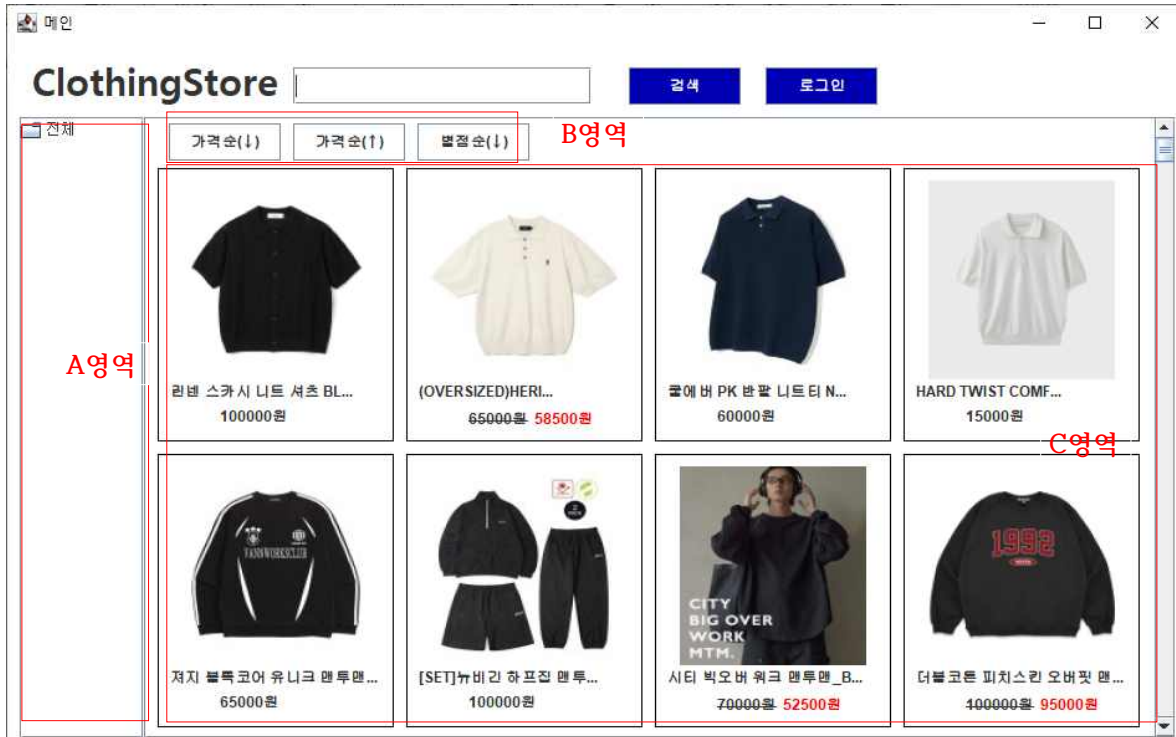 메인
ClothingStore
검색
로그인
전체
가격순(↓)
가격순(↑)
별점순(↓)
B영역
A영역
린넨 스카시 니트 셔츠 BL...
100000원
(OVERSIZED)HERI...
65000원 58500원
쿨에버 PK 반팔 니트티 N...
60000원
HARD TWIST COMF...
15000원
C영역
VANNWORKSCLUB
1992
CITY
BIG OVER
WORK
MTM.
져지 블록코어 유니크 맨투맨...
65000원
[SET]뉴비긴 하프집 맨투...
100000원
시티 빅오버 워크 맨투맨_B...
70000원 52500원
더블코튼 피치스킨 오버핏 맨...
100000원 95000원